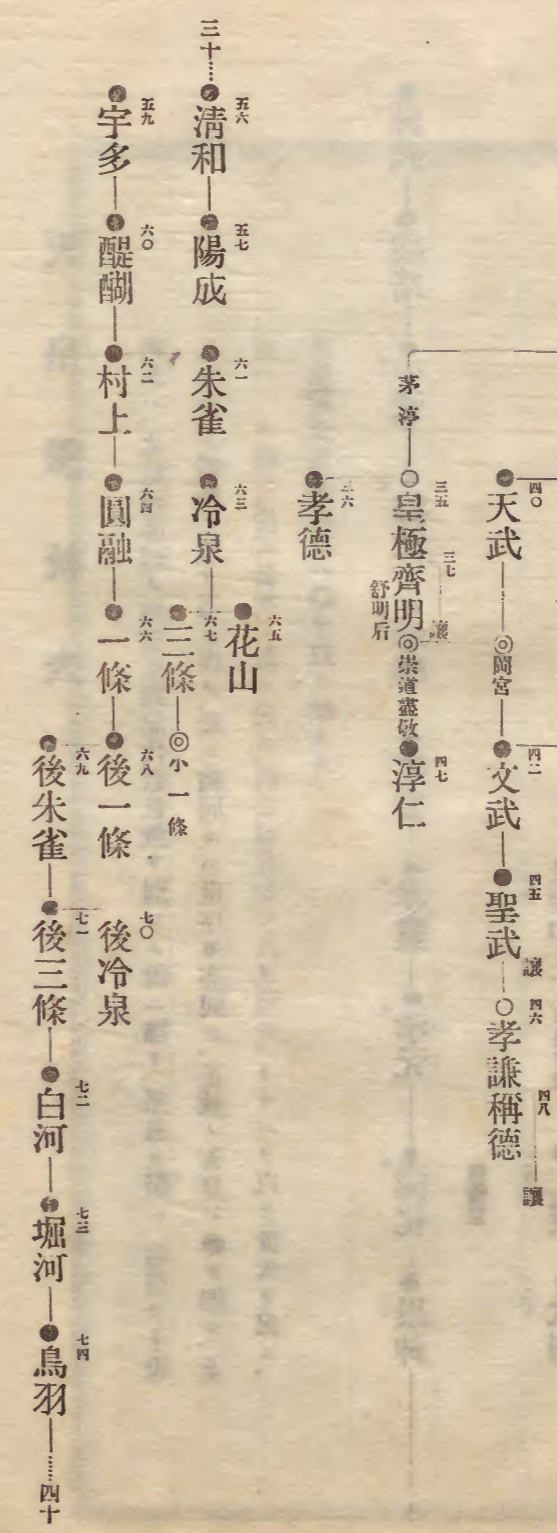 ●天武四〇――◎岡宮――●文武四二――●聖武四五讓――○孝謙四六稱德四八讓
茅渟――○皇極三五齊明三七讓
舒明后
◎崇道盡敬●淳仁四七
●孝德三六
●花山六五
三十……●清和五六――●陽成五七
●朱雀六一
●冷泉六三
●三條六七――◎小一條
●宇多五九――●醍醐六〇――●村上六二――●圓融六四――●一條六六――●後一條六八
後冷泉七〇
●後朱雀六九――●後三條七一――●白河七二――●堀河七三――●鳥羽七四――……四十